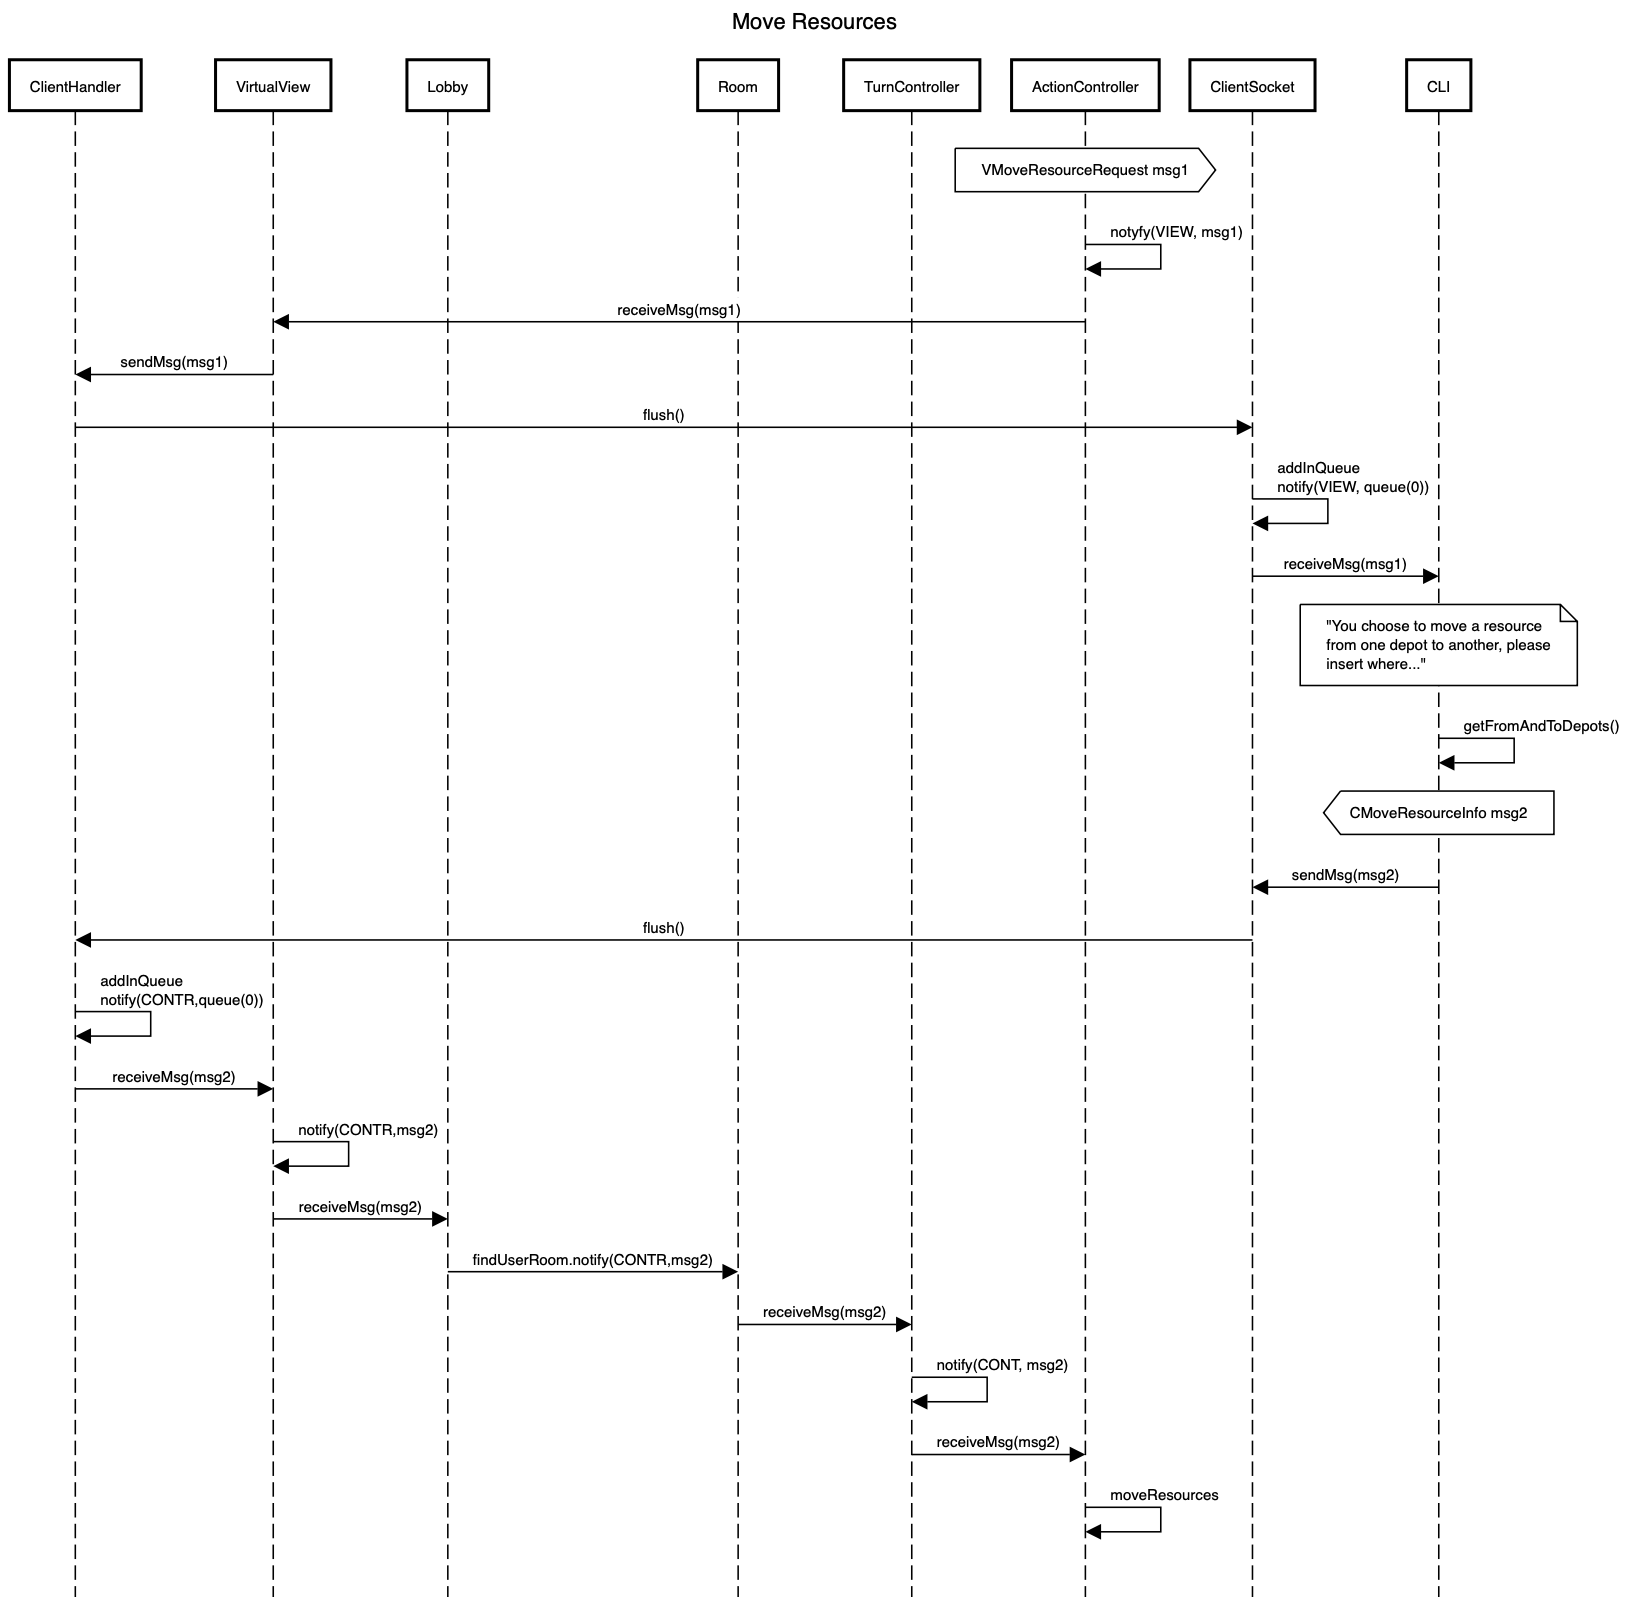 Move Resources
ClientHandler
VirtualView
Lobby
Room
TurnController
ActionController
ClientSocket
CLI
VMoveResourceRequest msg1
notyfy(VIEW, msg1)
receiveMsg(msg1)
sendMsg(msg1)
flush()
addInQueue
notify(VIEW, queue(0))
receiveMsg(msg1)
"You choose to move a resource
from one depot to another, please
insert where..."
getFromAndToDepots()
CMoveResourceInfo msg2
sendMsg(msg2)
flush()
addInQueue
notify(CONTR,queue(0))
receiveMsg(msg2)
notify(CONTR,msg2)
receiveMsg(msg2)
findUserRoom.notify(CONTR,msg2)
receiveMsg(msg2)
notify(CONT, msg2)
receiveMsg(msg2)
moveResources